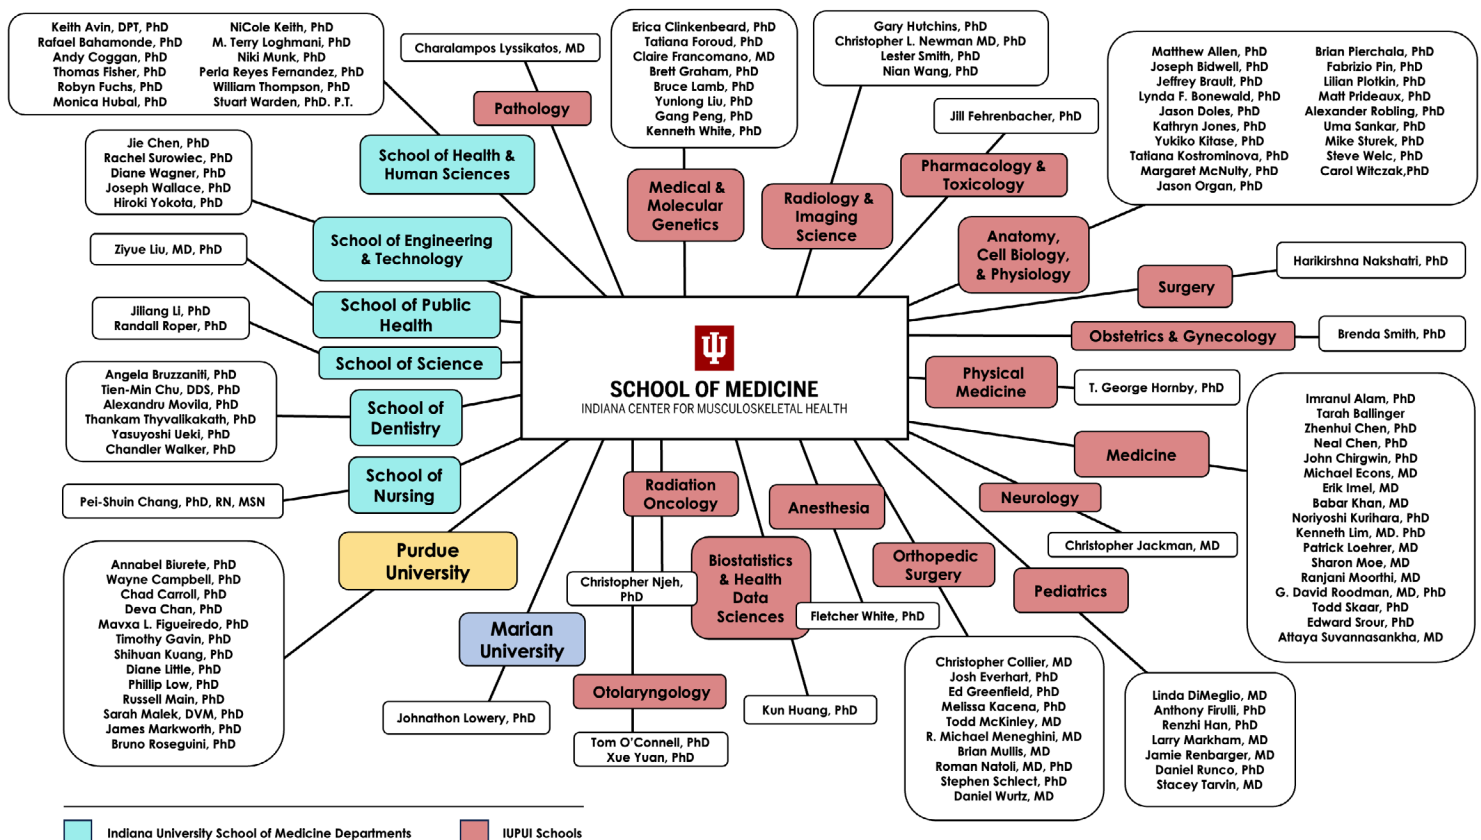 Keith Avin, DPT, PhD
Rafael Bahamonde, PhD
Andy Coggan, PhD
Thomas Fisher, PhD
Robyn Fuchs, PhD
Monica Hubal, PhD
NiCole Keith, PhD
M. Terry Loghmani, PhD
Niki Munk, PhD
Perla Reyes Fernandez, PhD
William Thompson, PhD
Stuart Warden, PhD. P.T.
School of Health &
Human Sciences
Charalampos Lyssikatos, MD
Pathology
Erica Clinkenbeard, PhD
Tatiana Foroud, PhD
Claire Francomano, MD
Brett Graham, PhD
Bruce Lamb, PhD
Yunlong Liu, PhD
Gang Peng, PhD
Kenneth White, PhD
Medical &
Molecular
Genetics
Gary Hutchins, PhD
Christopher L. Newman MD, PhD
Lester Smith, PhD
Nian Wang, PhD
Radiology &
Imaging
Science
Jill Fehrenbacher, PhD
Pharmacology &
Toxicology
Matthew Allen, PhD
Joseph Bidwell, PhD
Jeffrey Brault, PhD
Lynda F. Bonewald, PhD
Jason Doles, PhD
Kathryn Jones, PhD
Yukiko Kitase, PhD
Tatiana Kostrominova, PhD
Margaret McNulty, PhD
Jason Organ, PhD
Brian Pierchala, PhD
Fabrizio Pin, PhD
Lilian Plotkin, PhD
Matt Prideaux, PhD
Alexander Robling, PhD
Uma Sankar, PhD
Mike Sturek, PhD
Steve Welc, PhD
Carol Witczak,PhD
Anatomy,
Cell Biology,
& Physiology
Jie Chen, PhD
Rachel Surowiec, PhD
Diane Wagner, PhD
Joseph Wallace, PhD
Hiroki Yokota, PhD
School of Engineering
& Technology
Ziyue Liu, MD, PhD
School of Public
Health
Jiliang Li, PhD
Randall Roper, PhD
School of Science
Angela Bruzzaniti, PhD
Tien-Min Chu, DDS, PhD
Alexandru Movila, PhD
Thankam Thyvalikakath, PhD
Yasuyoshi Ueki, PhD
Chandler Walker, PhD
School of
Dentistry
Pei-Shuin Chang, PhD, RN, MSN
School of
Nursing
SCHOOL OF MEDICINE
INDIANA CENTER FOR MUSCULOSKELETAL HEALTH
Harikirshna Nakshatri, PhD
Surgery
Obstetrics & Gynecology
Brenda Smith, PhD
Physical
Medicine
T. George Hornby, PhD
Medicine
Imranul Alam, PhD
Tarah Ballinger
Zhenhui Chen, PhD
Neal Chen, PhD
John Chirgwin, PhD
Michael Econs, MD
Erik Imel, MD
Babar Khan, MD
Noriyoshi Kurihara, PhD
Kenneth Lim, MD. PhD
Patrick Loehrer, MD
Sharon Moe, MD
Ranjani Moorthi, MD
G. David Roodman, MD, PhD
Todd Skaar, PhD
Edward Srour, PhD
Attaya Suvannasankha, MD
Neurology
Christopher Jackman, MD
Purdue
University
Annabel Biurete, PhD
Wayne Campbell, PhD
Chad Carroll, PhD
Deva Chan, PhD
Mavxa L. Figueiredo, PhD
Timothy Gavin, PhD
Shihuan Kuang, PhD
Diane Little, PhD
Phillip Low, PhD
Russell Main, PhD
Sarah Malek, DVM, PhD
James Markworth, PhD
Bruno Roseguini, PhD
Marian
University
Johnathon Lowery, PhD
Radiation
Oncology
Christopher Njeh,
PhD
Otolaryngology
Tom O'Connell, PhD
Xue Yuan, PhD
Biostatistics
& Health
Data
Sciences
Kun Huang, PhD
Anesthesia
Fletcher White, PhD
Orthopedic
Surgery
Christopher Collier, MD
Josh Everhart, PhD
Ed Greenfield, PhD
Melissa Kacena, PhD
Todd McKinley, MD
R. Michael Meneghini, MD
Brian Mullis, MD
Roman Natoli, MD, PhD
Stephen Schlect, PhD
Daniel Wurtz, MD
Pediatrics
Linda DiMeglio, MD
Anthony Firulli, PhD
Renzhi Han, PhD
Larry Markham, MD
Jamie Renbarger, MD
Daniel Runco, PhD
Stacey Tarvin, MD
Indiana University School of Medicine Departments
IUPUI Schools